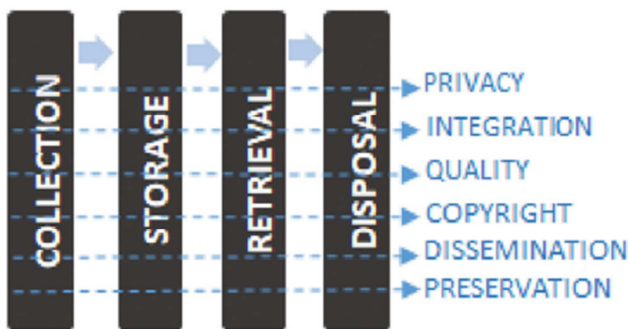 COLLECTION
STORAGE
RETRIEVAL
DISPOSAL
PRIVACY
INTEGRATION
QUALITY
COPYRIGHT
DISSEMINATION
PRESERVATION